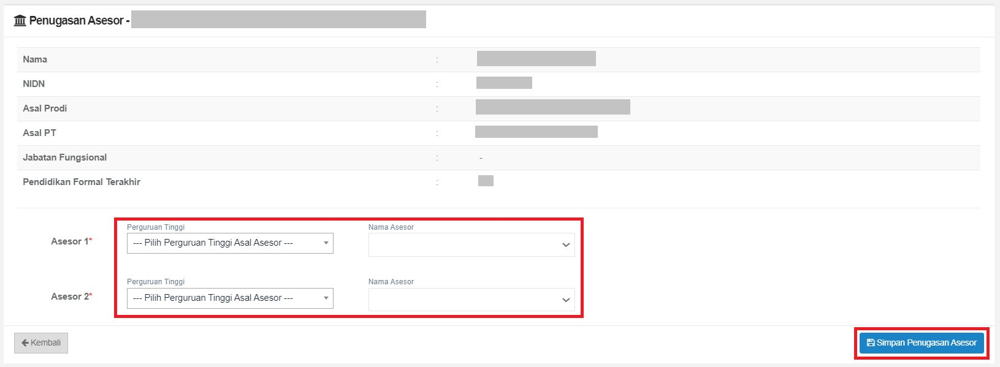 Penugasan Asesor -
Nama :
NIDN :
Asal Prodi :
Asal PT :
Jabatan Fungsional : -
Pendidikan Formal Terakhir :
Perguruan Tinggi Nama Asesor
Asesor 1* --- Pilih Perguruan Tinggi Asal Asesor ---
Perguruan Tinggi Nama Asesor
Asesor 2* --- Pilih Perguruan Tinggi Asal Asesor ---
Kembali Simpan Penugasan Asesor